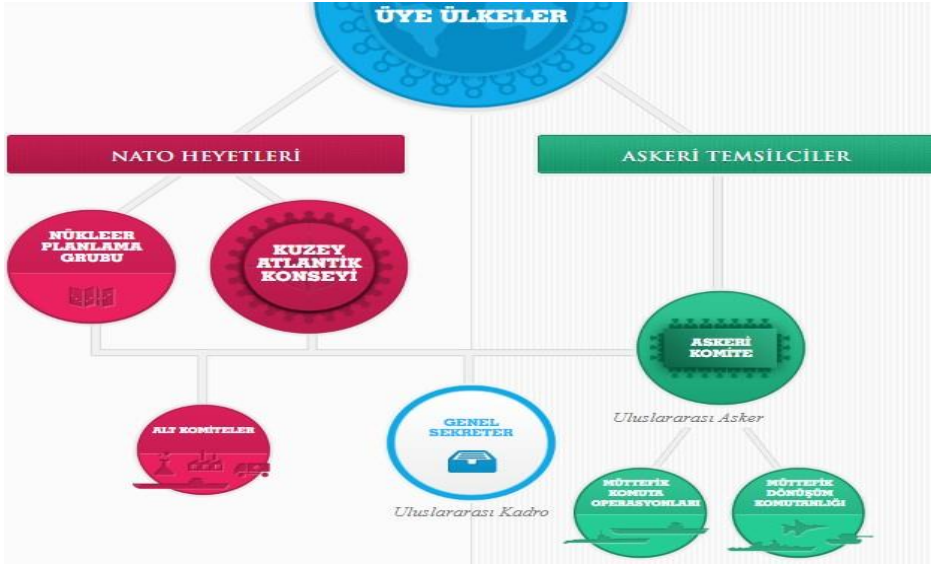 ÜYE ÜLKELER
NATO HEYETLERİ
ASKERİ TEMSİLCİLER
NÜKLEER
PLANLAMA
GRUBU
KUZEY
ATLANTİK
KONSEYİ
ASKERİ
KOMİTE
Uluslararası Asker
ALT KOMİTELER
GENEL
SEKRETER
Uluslararası Kadro
MÜTTEFİK
KOMUTA
OPERASYONLARI
MÜTTEFİK
DÖNÜŞÜM
KOMUTANLIĞI